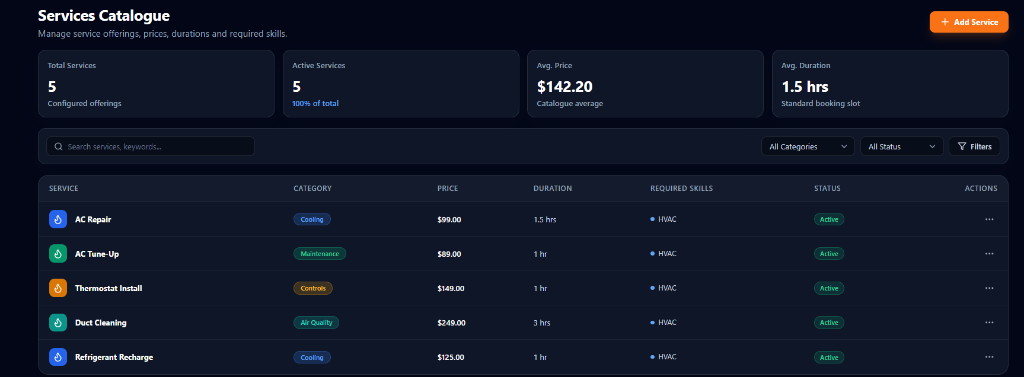 Services Catalogue
Manage service offerings, prices, durations and required skills.
Add Service
Total Services
5
Configured offerings
Active Services
5
100% of total
Avg. Price
$142.20
Catalogue average
Avg. Duration
1.5 hrs
Standard booking slot
Search services, keywords...
All Categories
All Status
Filters
SERVICE CATEGORY PRICE DURATION REQUIRED SKILLS STATUS ACTIONS
AC Repair Cooling $99.00 1.5 hrs HVAC Active ...
AC Tune-Up Maintenance $89.00 1 hr HVAC Active ...
Thermostat Install Controls $149.00 1 hr HVAC Active ...
Duct Cleaning Air Quality $249.00 3 hrs HVAC Active ...
Refrigerant Recharge Cooling $125.00 1 hr HVAC Active ...